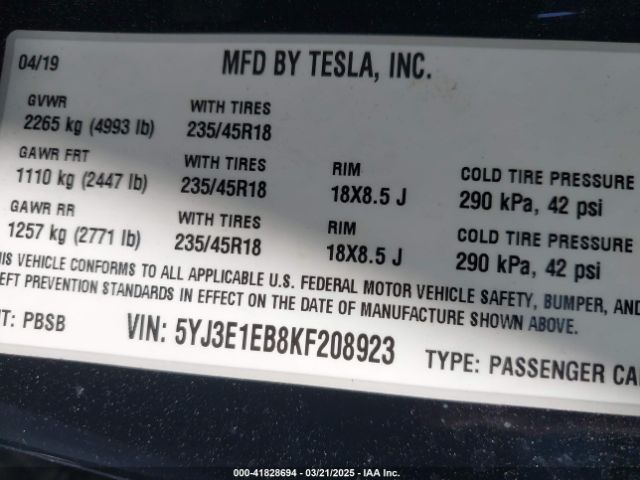 04/19 MFD BY TESLA, INC.
GVWR WITH TIRES
2265 kg (4993 lb) 235/45R18
GAWR FRT WITH TIRES RIM COLD TIRE PRESSURE
1110 kg (2447 lb) 235/45R18 18X8.5 J 290 kPa, 42 psi
GAWR RR WITH TIRES RIM COLD TIRE PRESSURE
1257 kg (2771 lb) 235/45R18 18X8.5 J 290 kPa, 42 psi
HIS VEHICLE CONFORMS TO ALL APPLICABLE U.S. FEDERAL MOTOR VEHICLE SAFETY, BUMPER, AND
EFT PREVENTION STANDARDS IN EFFECT ON THE DATE OF MANUFACTURE SHOWN ABOVE.
NT: PBSB VIN: 5YJ3E1EB8KF208923 TYPE: PASSENGER CA
000-41828694 — 03/21/2025 — IAA Inc.